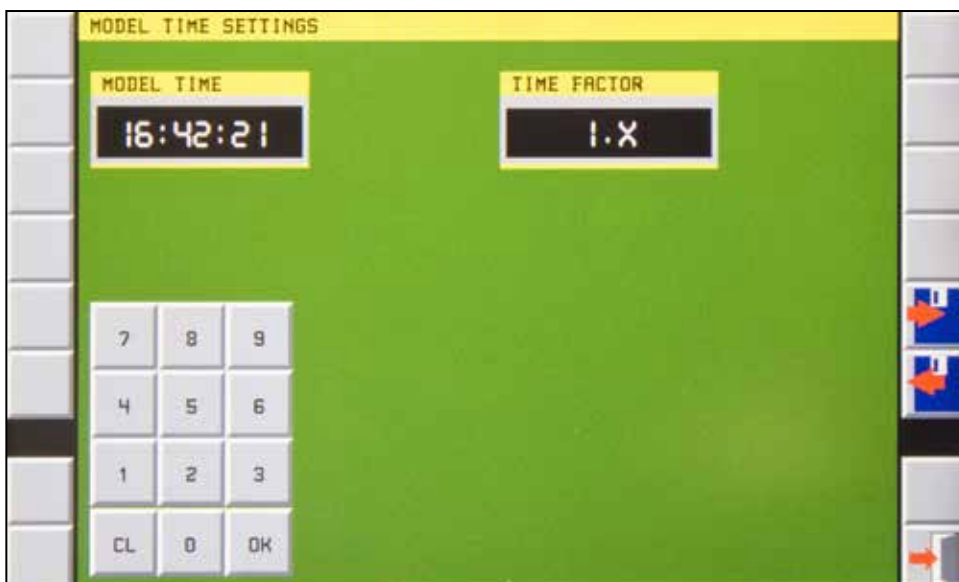 MODEL TIME SETTINGS
MODEL TIME
TIME FACTOR
16:42:21
1.X
7 8 9
4 5 6
1 2 3
CL 0 OK